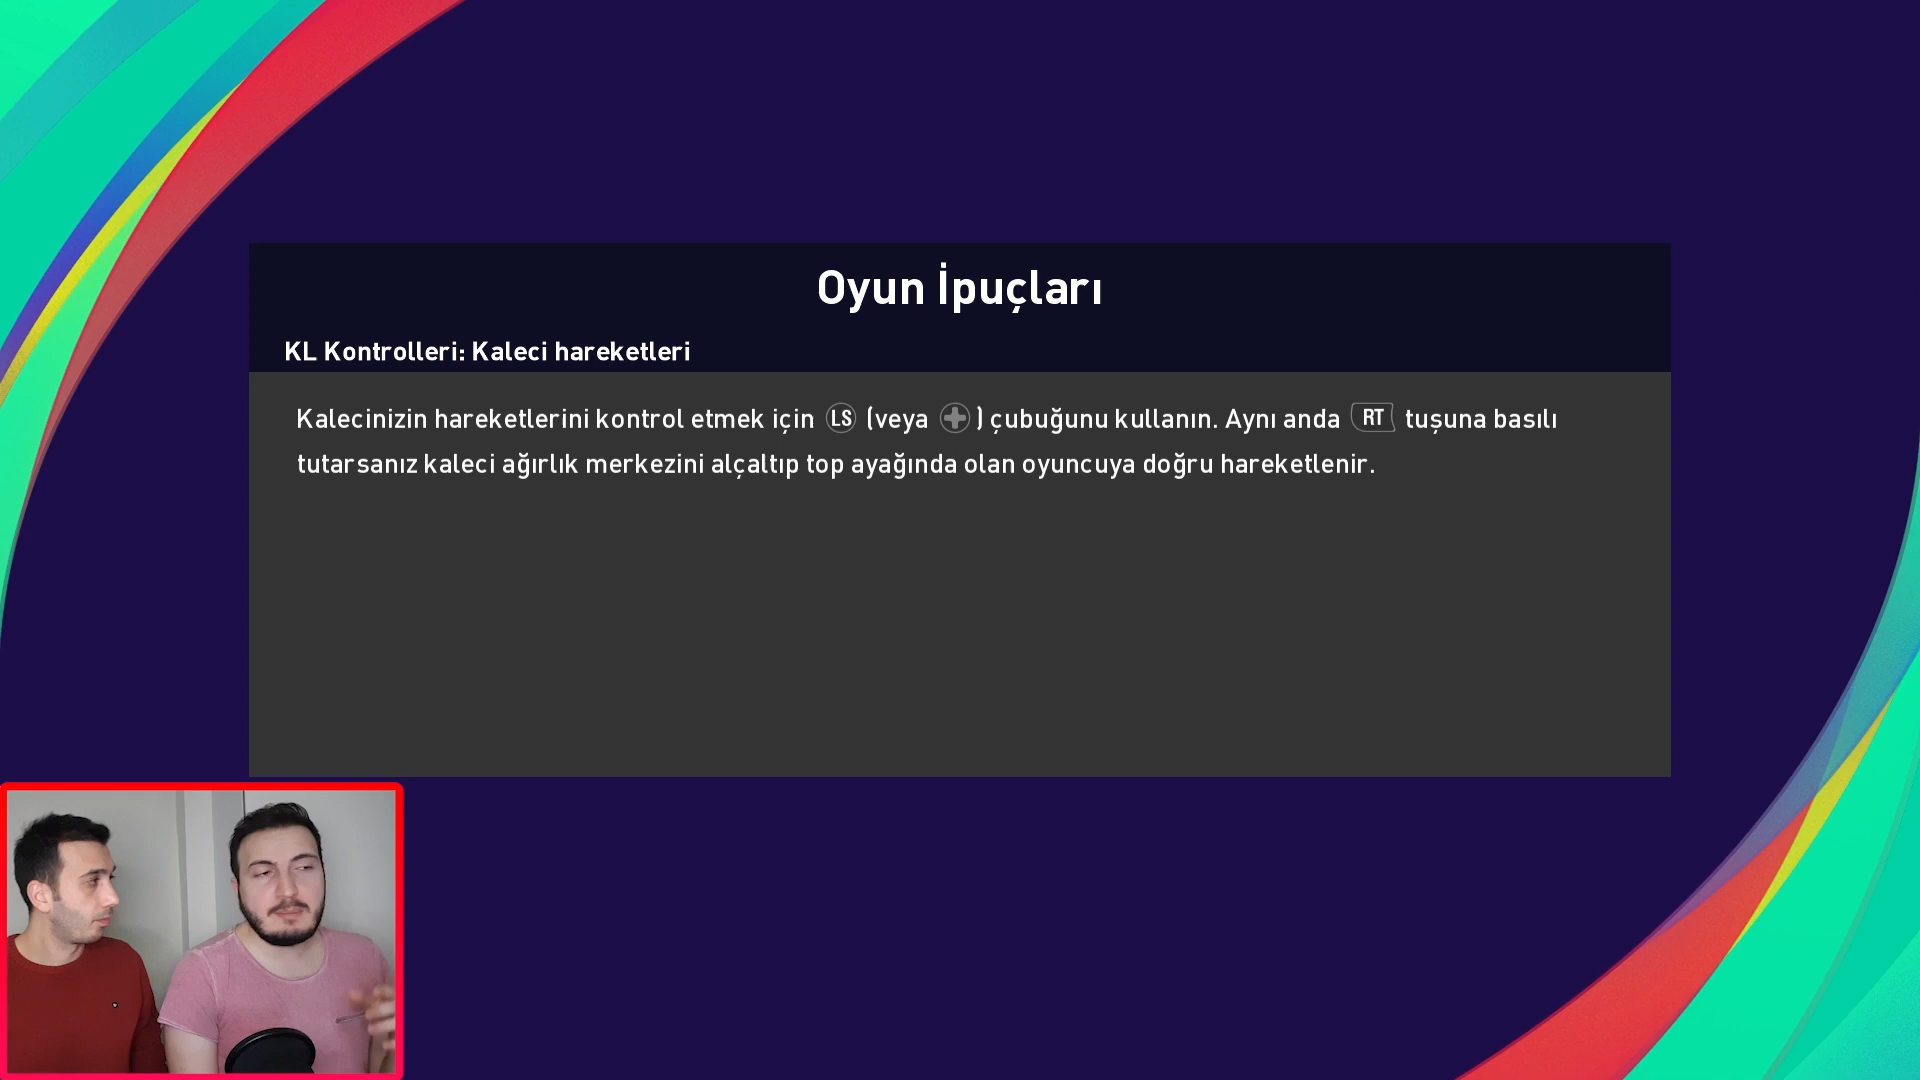 Oyun İpuçları
KL Kontrolleri: Kaleci hareketleri
Kalecinizin hareketlerini kontrol etmek için LS (veya ) çubuğunu kullanın. Aynı anda RT tuşuna basılı
tutarsanız kaleci ağırlık merkezini alçaltıp top ayağında olan oyuncuya doğru hareketlenir.